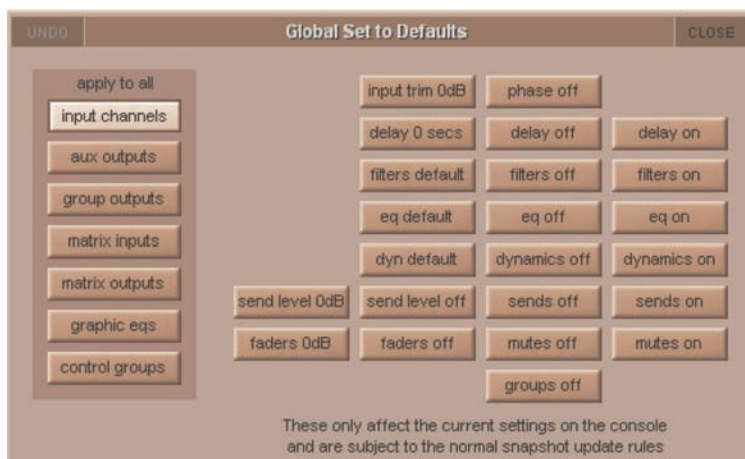 UNDO Global Set to Defaults CLOSE
apply to all
input channels
aux outputs
group outputs
matrix inputs
matrix outputs
graphic eqs
control groups
input trim 0dB phase off
delay 0 secs delay off delay on
filters default filters off filters on
eq default eq off eq on
dyn default dynamics off dynamics on
send level 0dB send level off sends off sends on
faders 0dB faders off mutes off mutes on
groups off
These only affect the current settings on the console
and are subject to the normal snapshot update rules